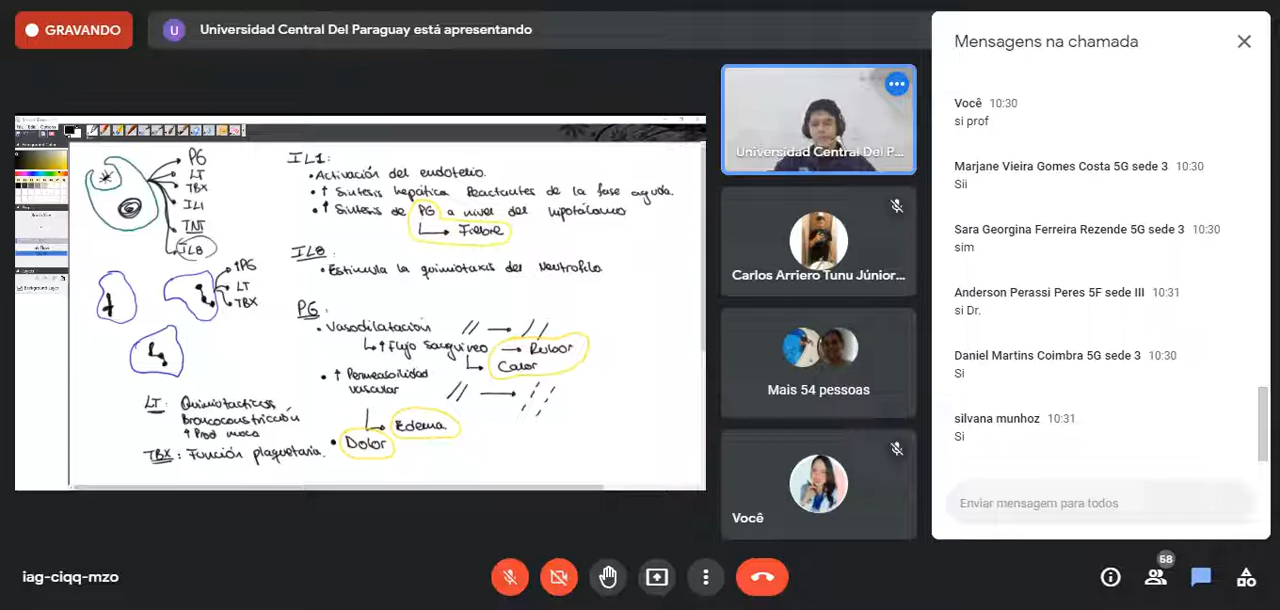 GRAVANDO
U
Universidad Central Del Paraguay está apresentando
PG
LT
TBX
IL1
TNF
IL8
↑PG
LT
TBX
LT: Quimiotacticos
Broncoconstricción
↑ Prod moco
TBX: Función plaquetaria.
IL1:
• Activación del endotelio.
• ↑ Sintesis hepática Reactantes de la fase aguda.
• ↑ Sintesis de PG a nivel del hipotálamo
Fiebre
IL8:
• Estimula la quimiotaxis del neutrofilo
PG:
• Vasodilatación
↑ Flujo sanguineo → Rubor
Calor
• ↑ Permeabilidad
vascular
Edema
• Dolor
Universidad Central Del P...
Carlos Arriero Tunu Júnior...
Mais 54 pessoas
Você
Mensagens na chamada
Você 10:30
si prof
Marjane Vieira Gomes Costa 5G sede 3 10:30
Sii
Sara Georgina Ferreira Rezende 5G sede 3 10:30
sim
Anderson Perassi Peres 5F sede III 10:31
si Dr.
Daniel Martins Coimbra 5G sede 3 10:30
Si
silvana munhoz 10:31
Si
Enviar mensagem para todos
iag-ciqq-mzo
58